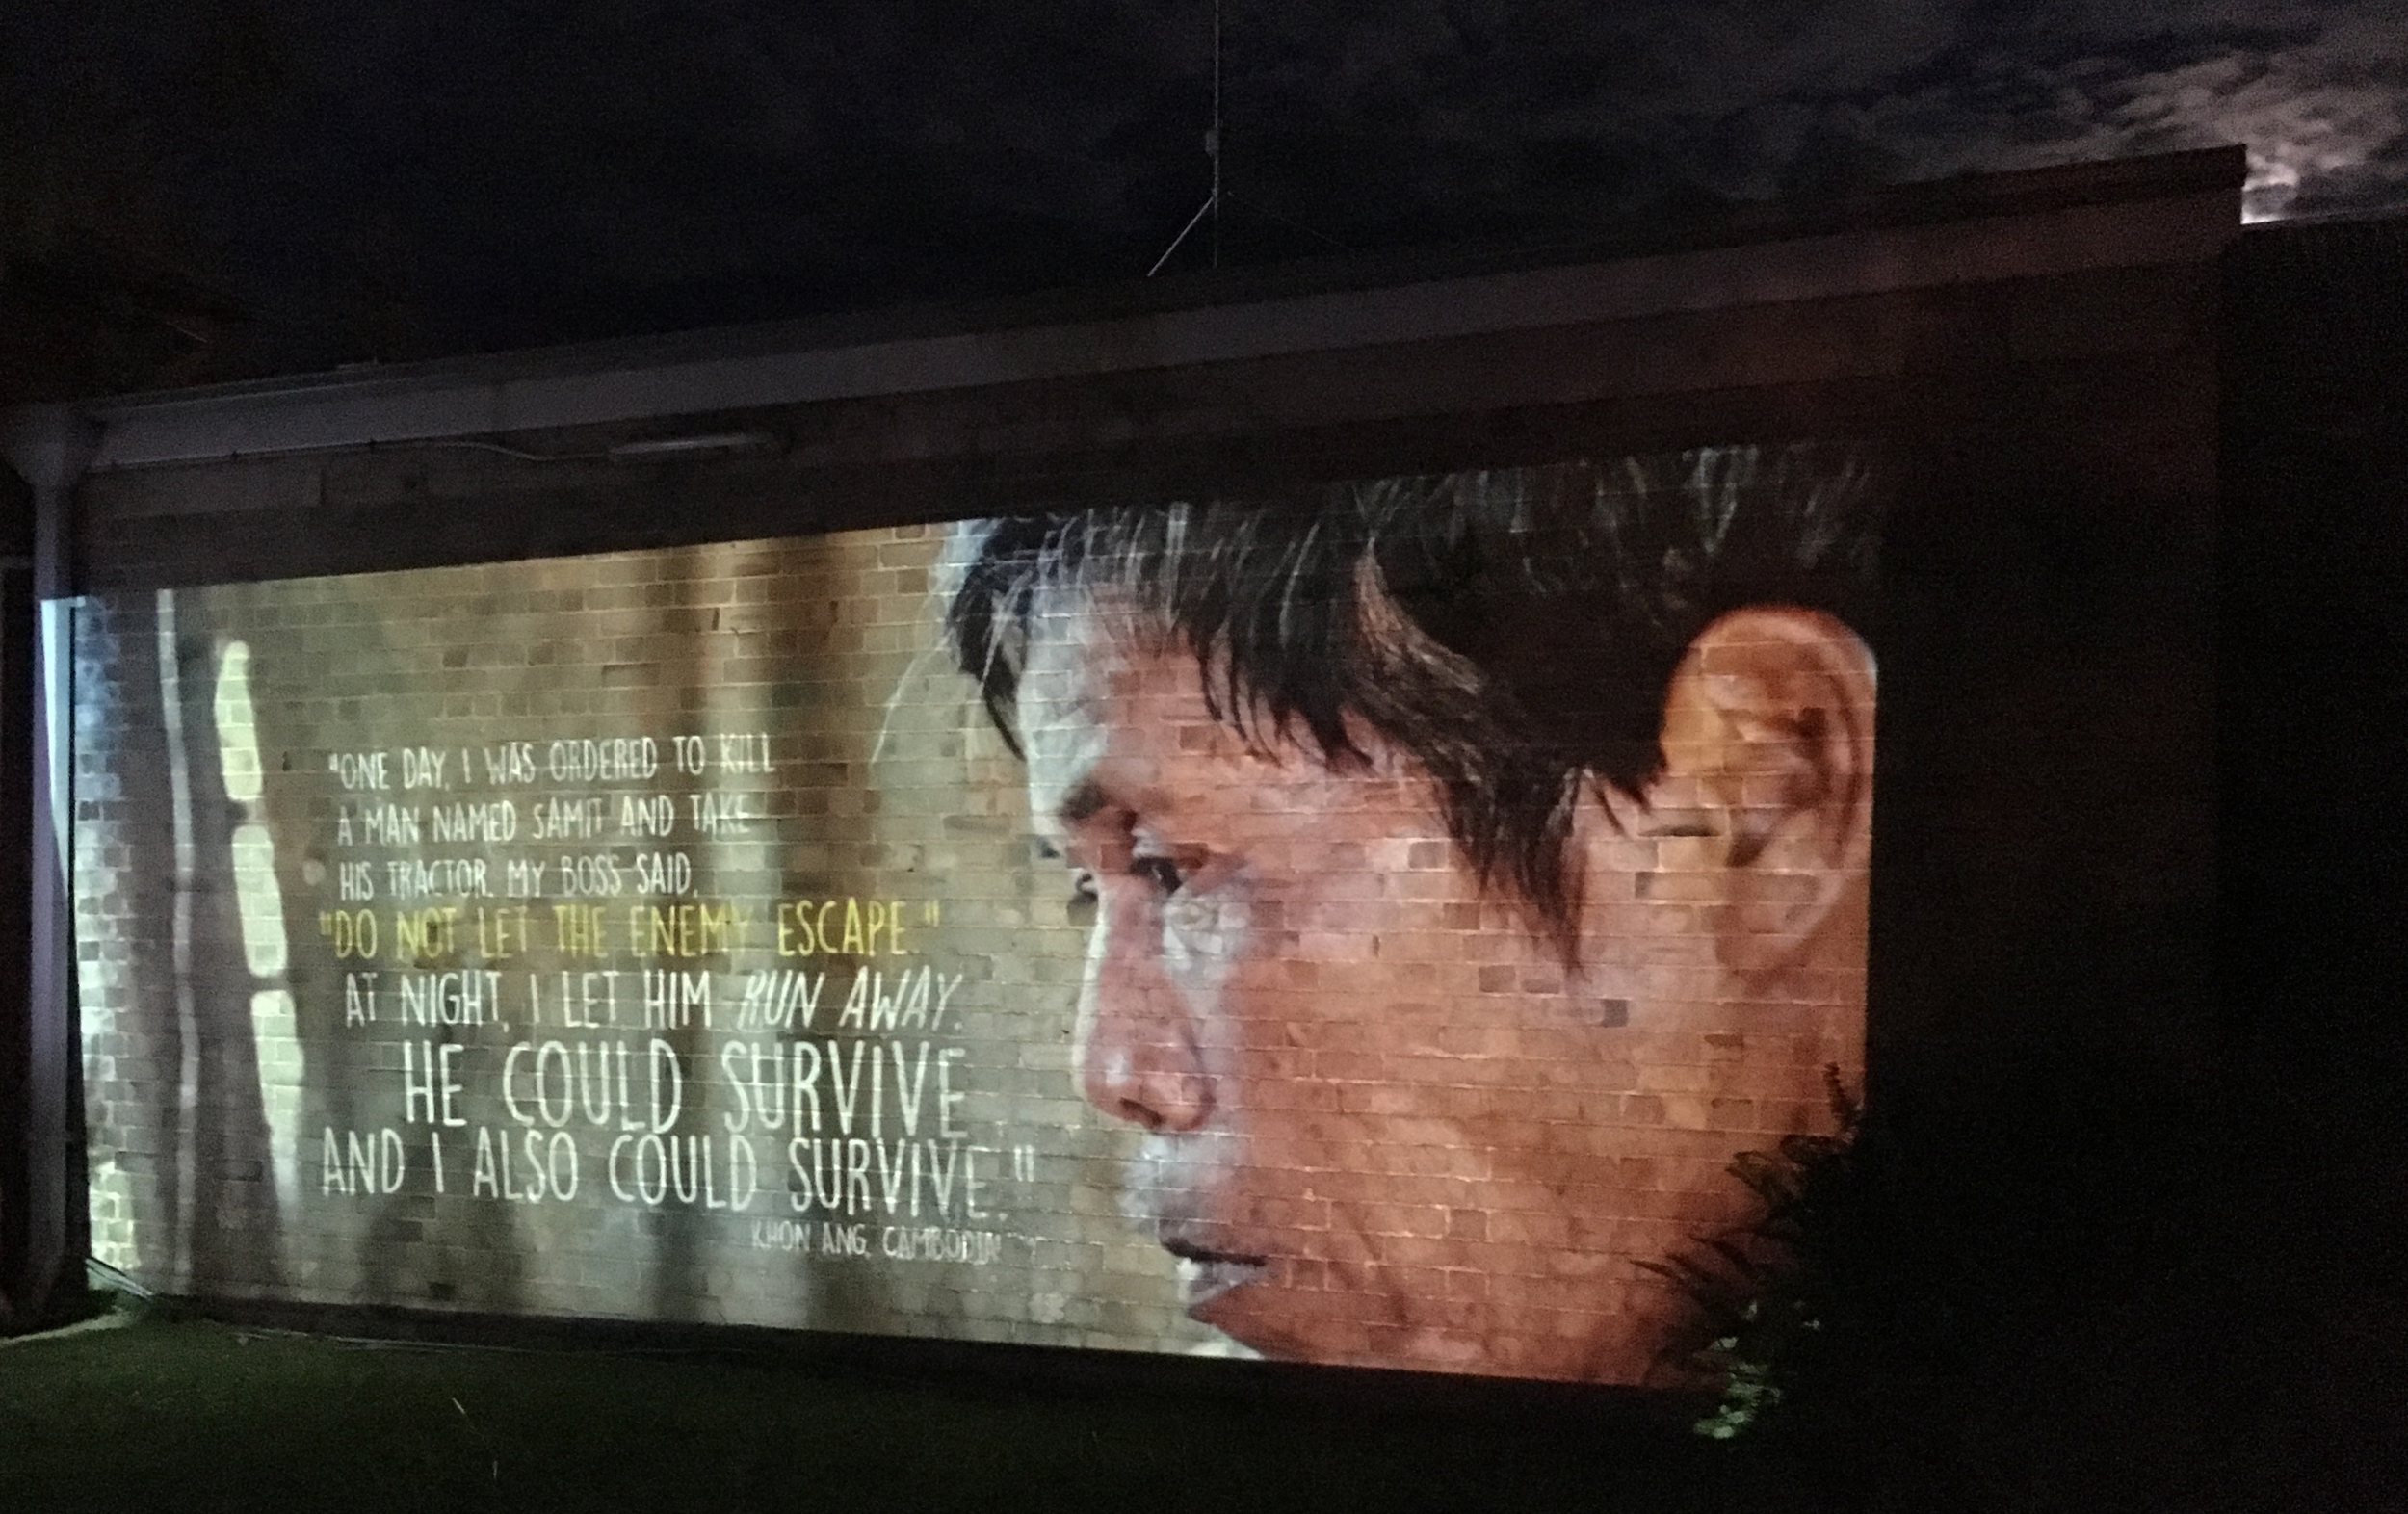 "ONE DAY, I WAS ORDERED TO KILL
A MAN NAMED SAMIT AND TAKE
HIS TRACTOR. MY BOSS SAID,
"DO NOT LET THE ENEMY ESCAPE."
AT NIGHT, I LET HIM RUN AWAY.
HE COULD SURVIVE
AND I ALSO COULD SURVIVE."
KHON ANG, CAMBODIA